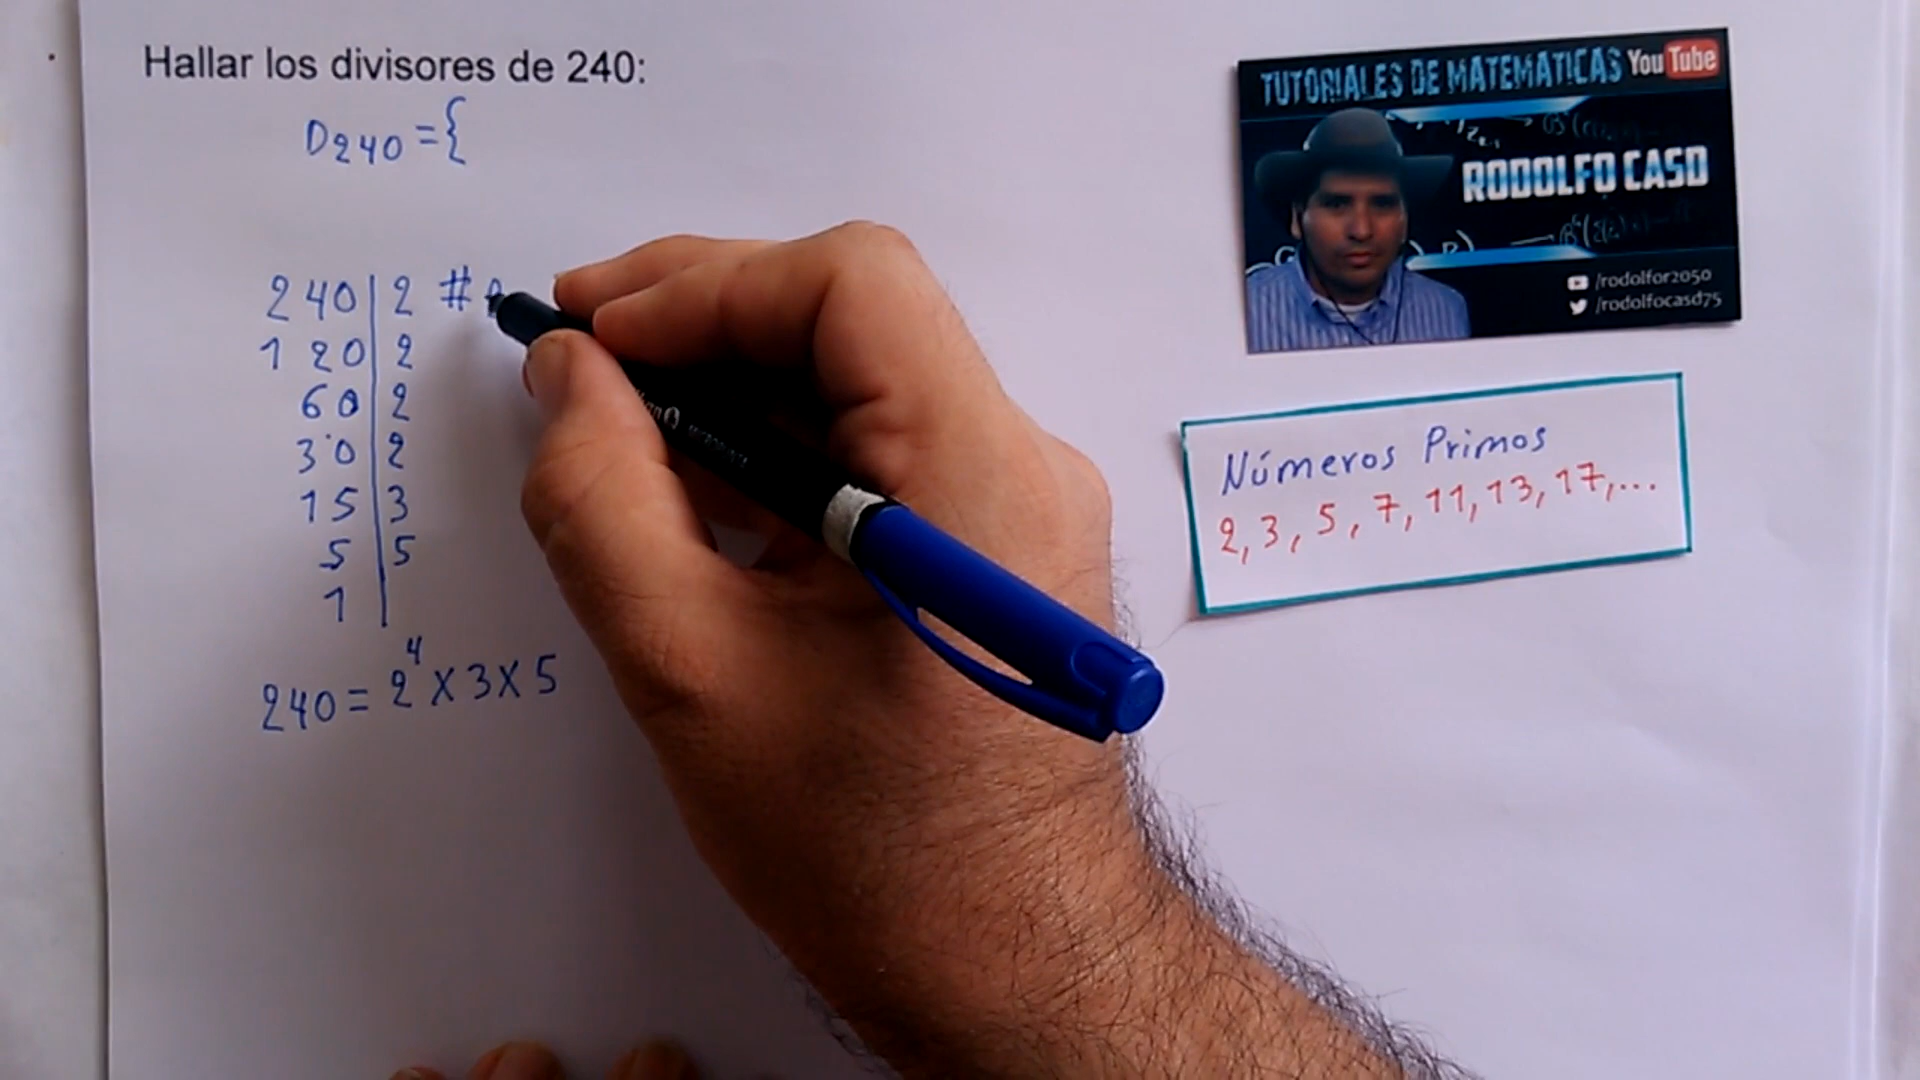 Hallar los divisores de 240:
D240 = {
240 | 2 #
120 | 2
60 | 2
30 | 2
15 | 3
5 | 5
1 |
240 = 2⁴ X 3 X 5
TUTORIALES DE MATEMATICAS YouTube
RODOLFO CASD
/rodolfor2050
/rodolfocasd75
Números Primos
2, 3, 5, 7, 11, 13, 17, ...